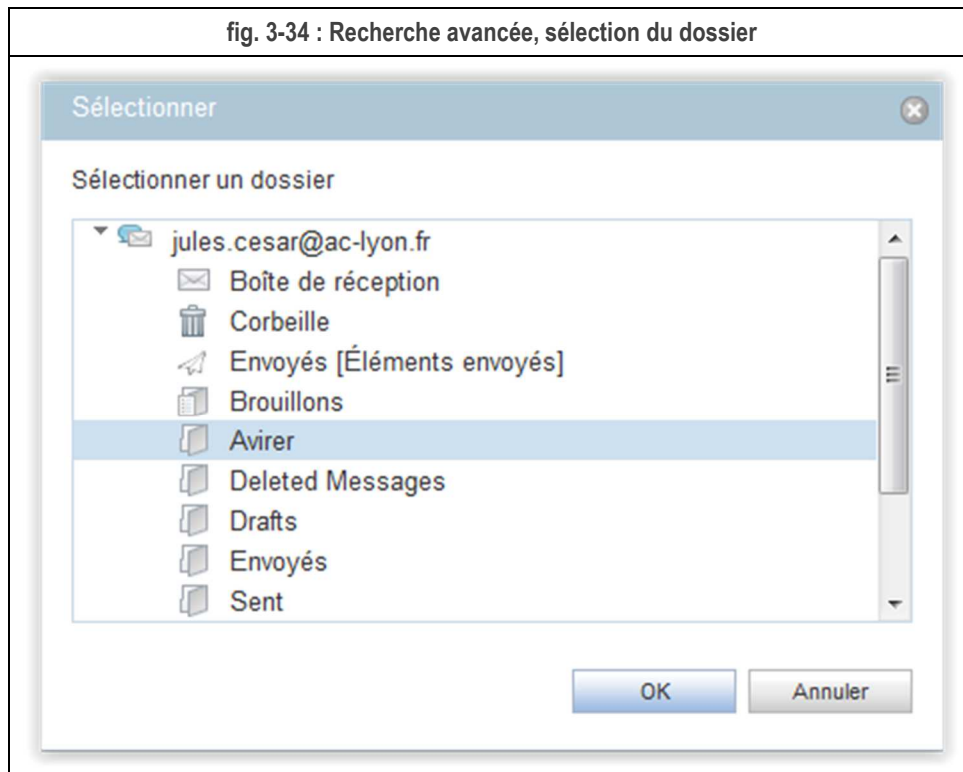 fig. 3-34 : Recherche avancée, sélection du dossier
Sélectionner
Sélectionner un dossier
jules.cesar@ac-lyon.fr
Boîte de réception
Corbeille
Envoyés [Éléments envoyés]
Brouillons
Avirer
Deleted Messages
Drafts
Envoyés
Sent
OK
Annuler